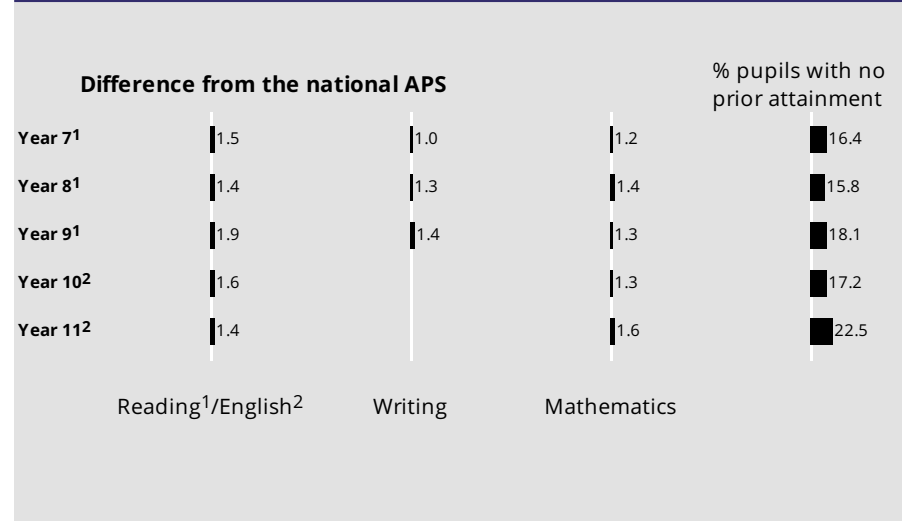 % pupils with no
Difference from the national APS
prior attainment
Year 7¹ 1.5 1.0 1.2 16.4
Year 8¹ 1.4 1.3 1.4 15.8
Year 9¹ 1.9 1.4 1.3 18.1
Year 10² 1.6 1.3 17.2
Year 11² 1.4 1.6 22.5
Reading¹/English² Writing Mathematics